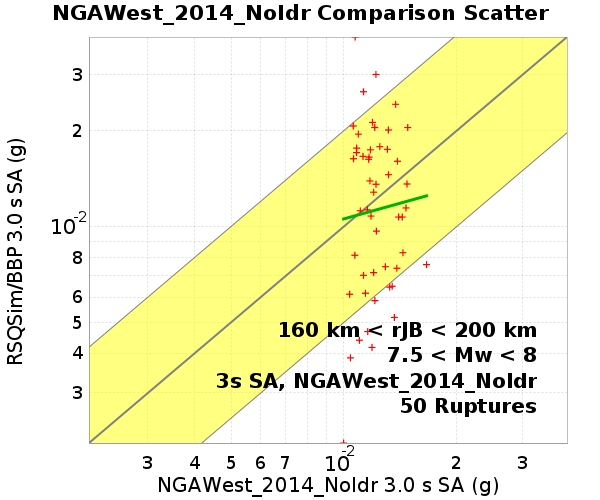 NGAWest_2014_NoIdr Comparison Scatter
RSQSim/BBP 3.0 s SA (g)
3
2
10-2
8
6
5
4
3
160 km < rJB < 200 km
7.5 < Mw < 8
3s SA, NGAWest_2014_NoIdr
50 Ruptures
3 4 5 6 7 10-2 2 3
NGAWest_2014_NoIdr 3.0 s SA (g)